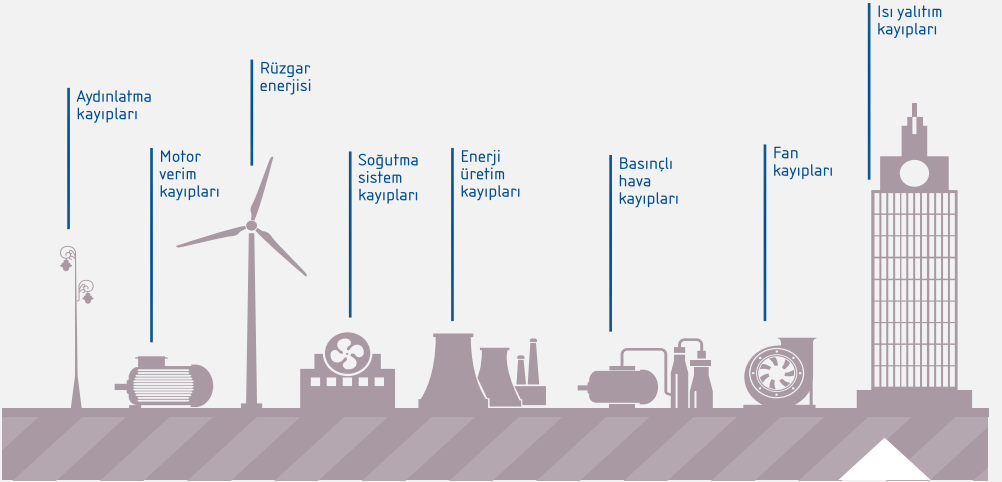 Aydınlatma
kayıpları
Motor
verim
kayıpları
Rüzgar
enerjisi
Soğutma
sistem
kayıpları
Enerji
üretim
kayıpları
Basınçlı
hava
kayıpları
Fan
kayıpları
Isı yalıtım
kayıpları